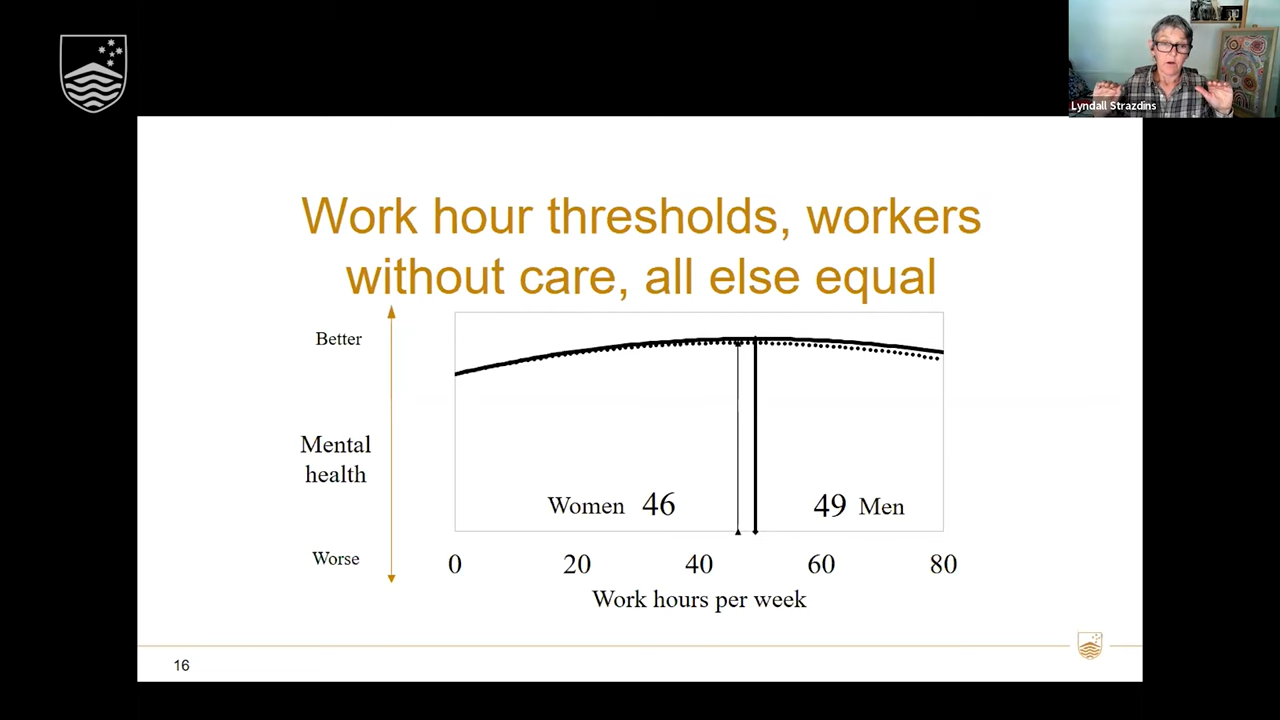 Lyndall Strazdins
Work hour thresholds, workers
without care, all else equal
Better
Mental
health
Women 46
49 Men
Worse
0 20 40 60 80
Work hours per week
16